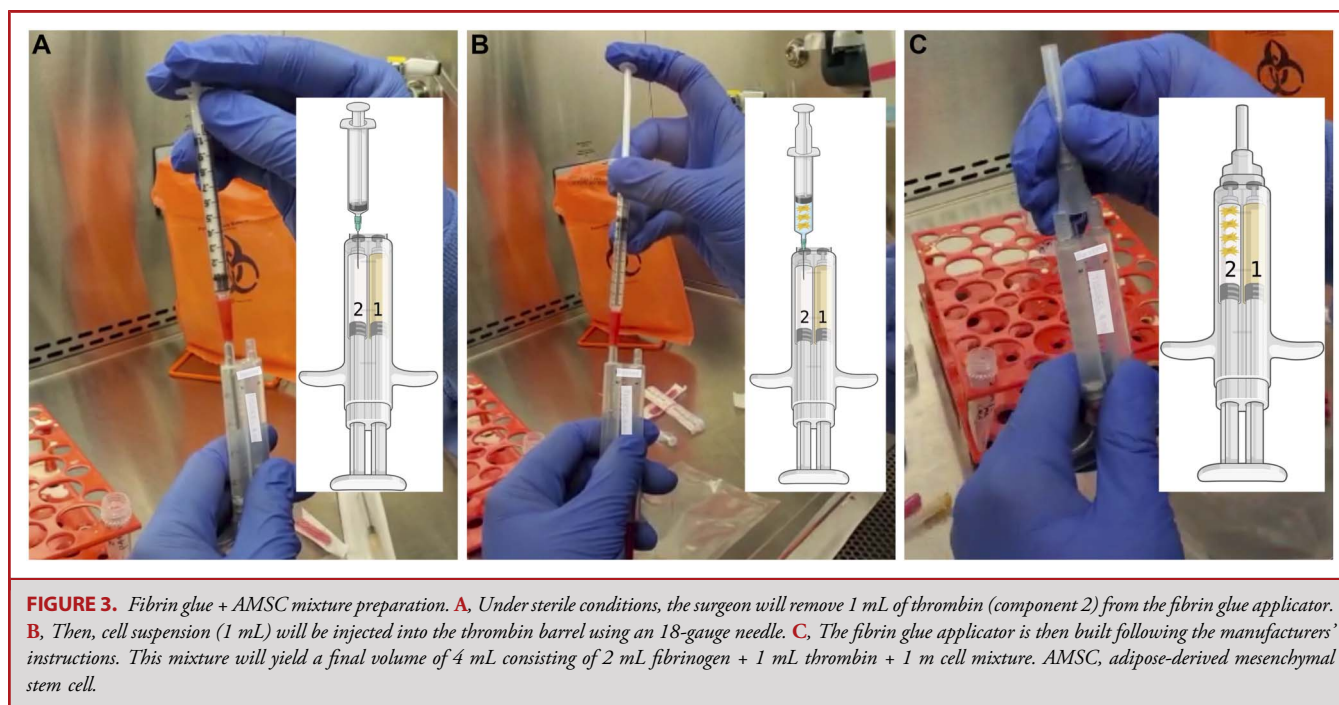 A
B
C
2 1
2 1
2 1
FIGURE 3. Fibrin glue + AMSC mixture preparation. A, Under sterile conditions, the surgeon will remove 1 mL of thrombin (component 2) from the fibrin glue applicator.
B, Then, cell suspension (1 mL) will be injected into the thrombin barrel using an 18-gauge needle. C, The fibrin glue applicator is then built following the manufacturers'
instructions. This mixture will yield a final volume of 4 mL consisting of 2 mL fibrinogen + 1 mL thrombin + 1 m cell mixture. AMSC, adipose-derived mesenchymal
stem cell.